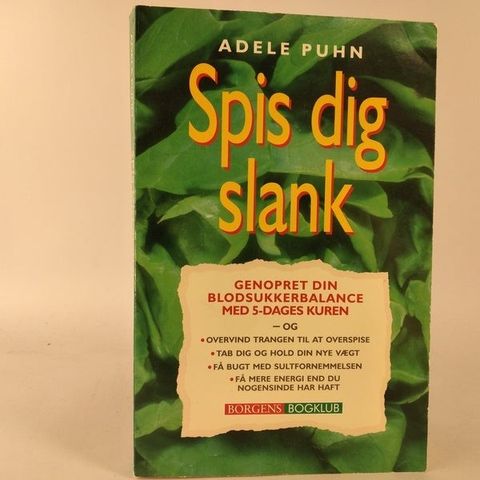 ADELE PUHN
Spis dig
slank
GENOPRET DIN
BLODSUKKERBALANCE
MED 5-DAGES KUREN
– OG
• OVERVIND TRANGEN TIL AT OVERSPISE
• TAB DIG OG HOLD DIN NYE VÆGT
• FÅ BUGT MED SULTFORNEMMELSEN
• FÅ MERE ENERGI END DU
NOGENSINDE HAR HAFT
BORGENS BOGKLUB